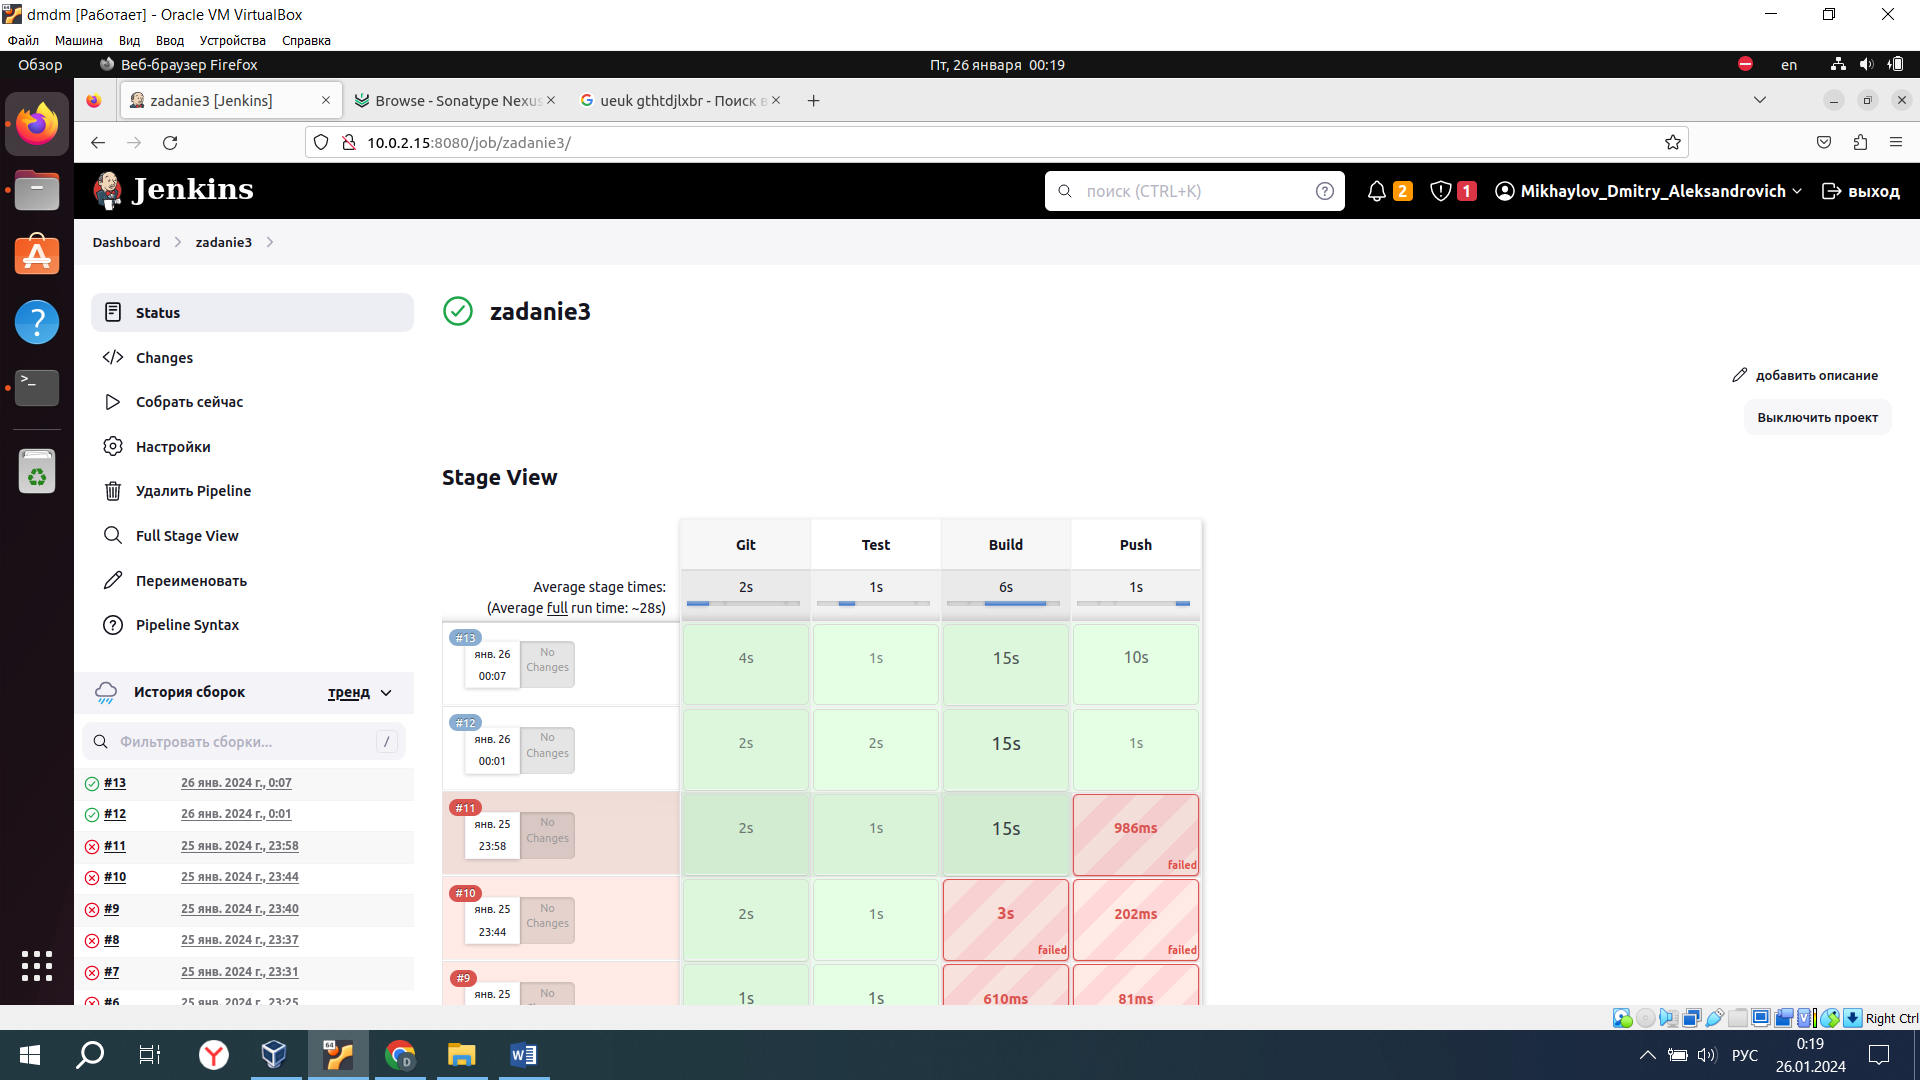 dmdm [Работает] - Oracle VM VirtualBox
Файл Машина Вид Ввод Устройства Справка
Обзор Веб-браузер Firefox Пт, 26 января 00:19 en
zadanie3 [Jenkins] Browse - Sonatype Nexus ueuk gthtdjlxbr - Поиск в
10.0.2.15:8080/job/zadanie3/
Jenkins поиск (CTRL+K) ? 2 1 Mikhaylov_Dmitry_Aleksandrovich выход
Dashboard zadanie3
Status
Changes
Собрать сейчас
Настройки
Удалить Pipeline
Full Stage View
Переименовать
Pipeline Syntax
История сборок тренд
Фильтровать сборки... /
#13 26 янв. 2024 г., 0:07
#12 26 янв. 2024 г., 0:01
#11 25 янв. 2024 г., 23:58
#10 25 янв. 2024 г., 23:44
#9 25 янв. 2024 г., 23:40
#8 25 янв. 2024 г., 23:37
#7 25 янв. 2024 г., 23:31
#6 25 янв. 2024 г., 23:25
zadanie3
добавить описание
Выключить проект
Stage View
Git Test Build Push
Average stage times: 2s 1s 6s 1s
(Average full run time: ~28s)
#13
янв. 26 No
00:07 Changes
4s 1s 15s 10s
#12
янв. 26 No
00:01 Changes
2s 2s 15s 1s
#11
янв. 25 No
23:58 Changes
2s 1s 15s 986ms
failed
#10
янв. 25 No
23:44 Changes
2s 1s 3s 202ms
failed failed
#9
янв. 25 No
1s 1s 610ms 81ms
Right Ctrl
64 D РУС 0:19
26.01.2024